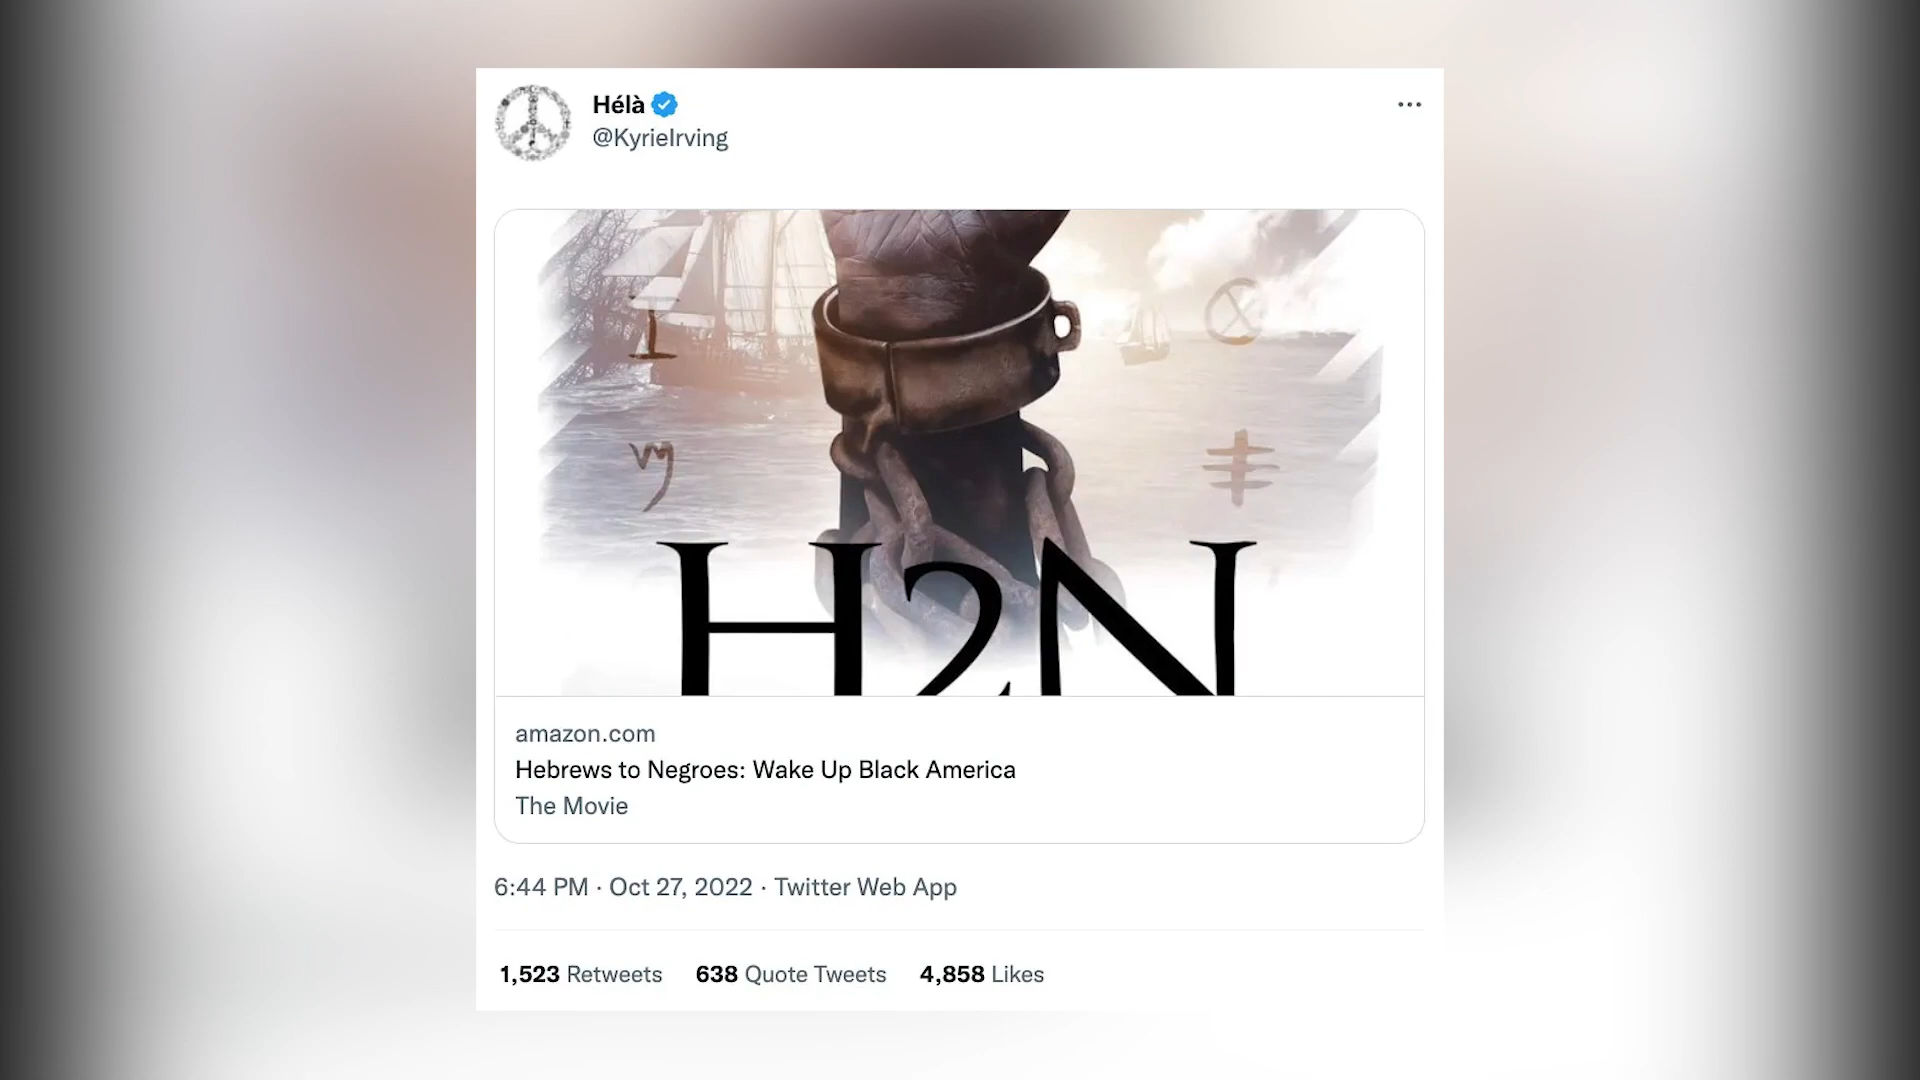 Hélà
@KyrieIrving
H2N
amazon.com
Hebrews to Negroes: Wake Up Black America
The Movie
6:44 PM · Oct 27, 2022 · Twitter Web App
1,523 Retweets 638 Quote Tweets 4,858 Likes